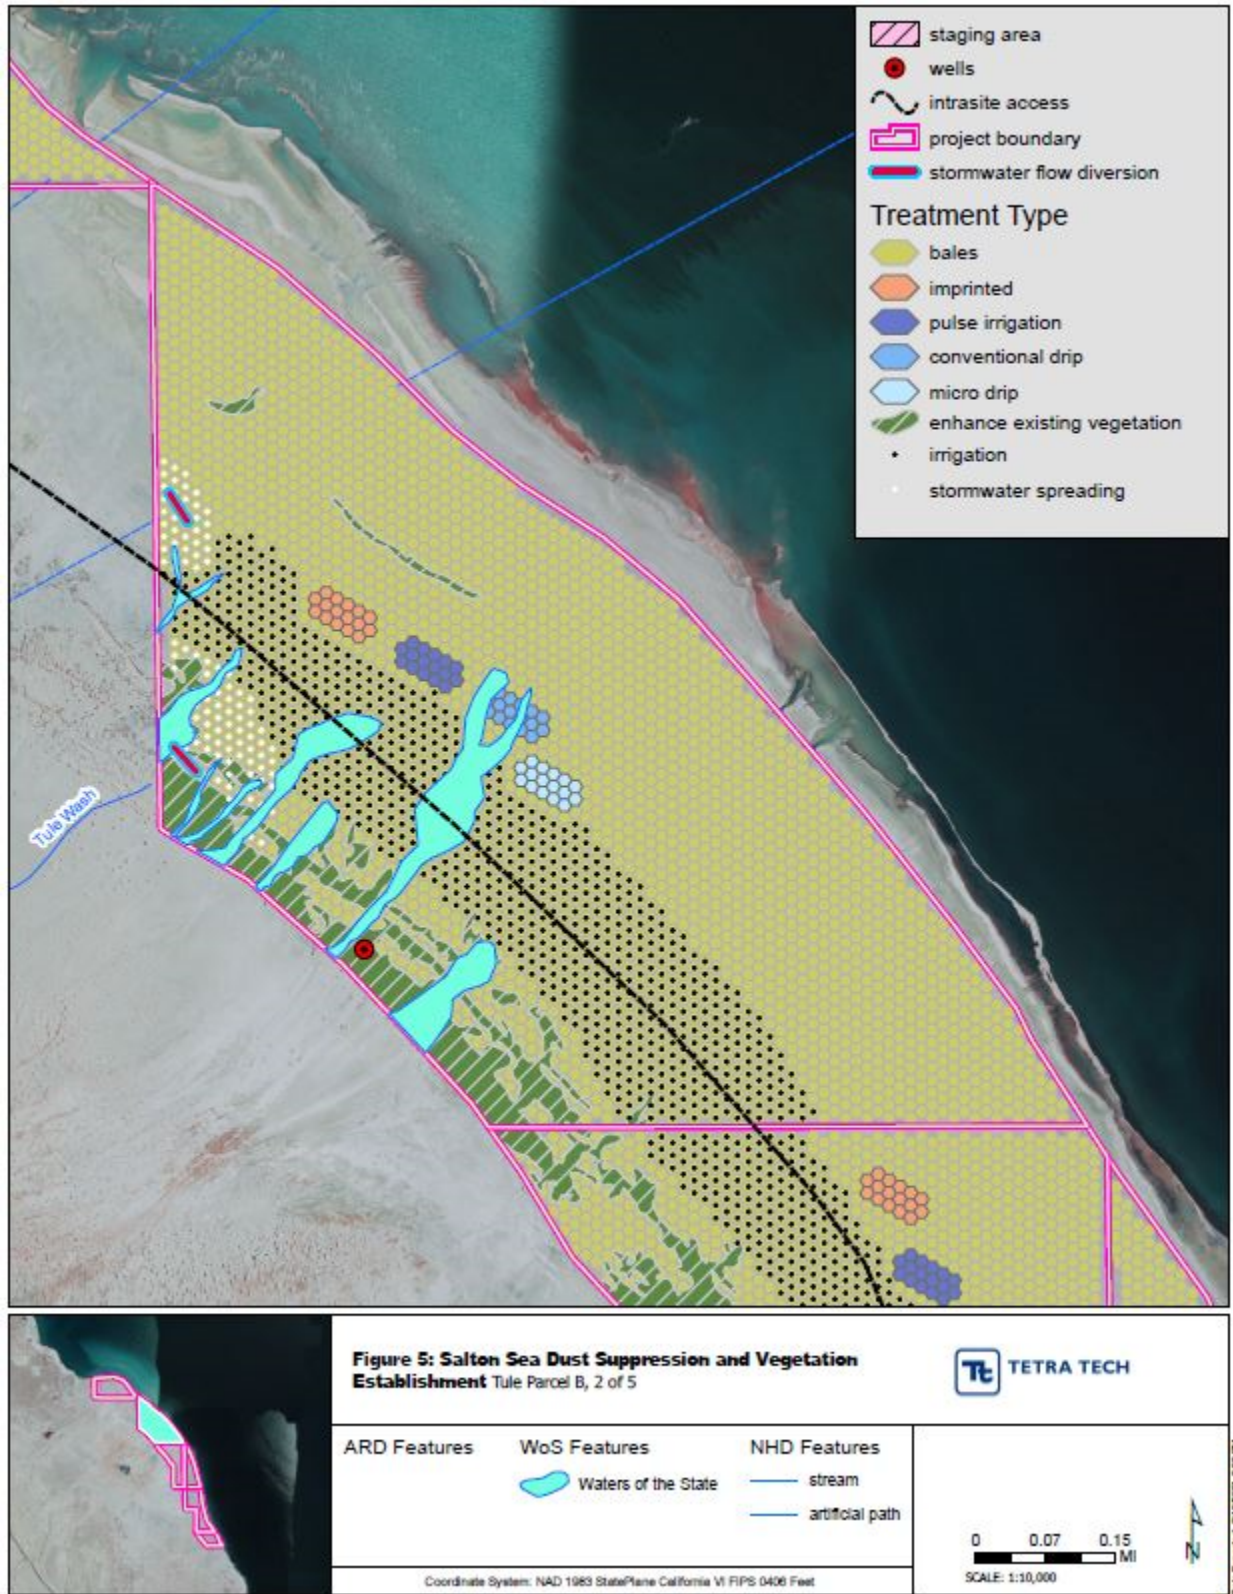 staging area
wells
intrasite access
project boundary
stormwater flow diversion
Treatment Type
bales
imprinted
pulse irrigation
conventional drip
micro drip
enhance existing vegetation
irrigation
stormwater spreading
Tule Wash
Figure 5: Salton Sea Dust Suppression and Vegetation
Establishment Tule Parcel B, 2 of 5
Tt TETRA TECH
ARD Features
WoS Features
Waters of the State
NHD Features
stream
artificial path
0 0.07 0.15
MI
SCALE: 1:10,000
N
Coordinate System: NAD 1983 StatePlane California VI FIPS 0406 Feet